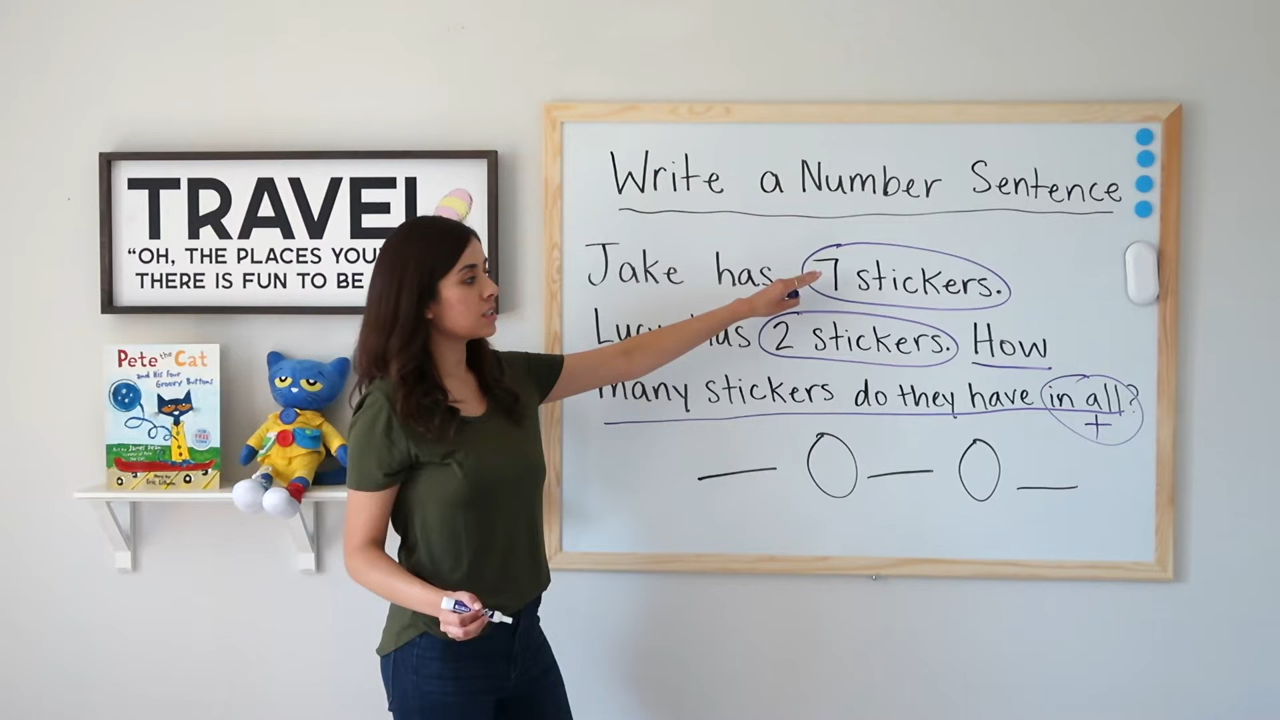 TRAVEL
"OH, THE PLACES YOU
THERE IS FUN TO BE
Pete the Cat
and His Four
Groovy Buttons
Write a Number Sentence
Jake has 7 stickers.
has 2 stickers. How
many stickers do they have in all?
+
— O — O —